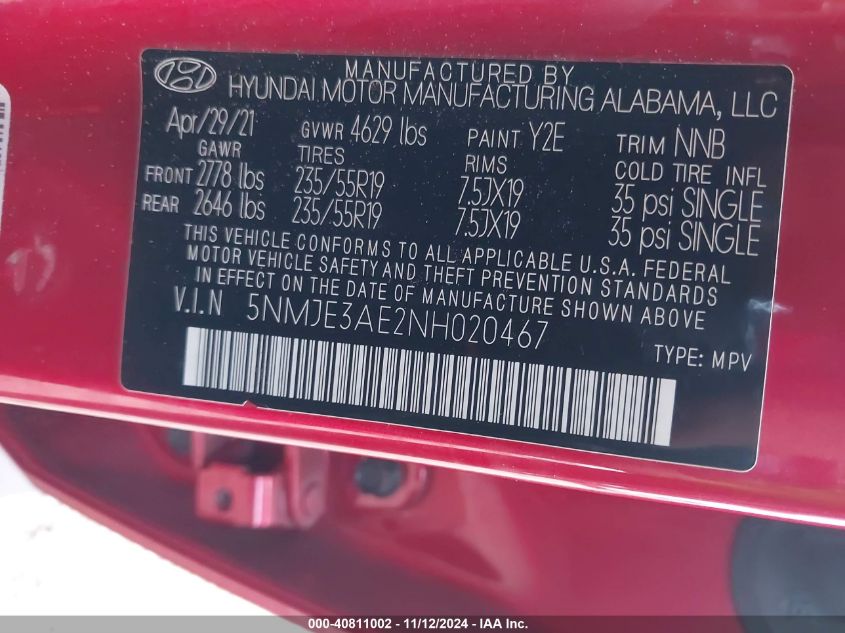 MANUFACTURED BY
HYUNDAI MOTOR MANUFACTURING ALABAMA, LLC
Apr/29/21 GVWR 4629 lbs PAINT Y2E TRIM NNB
GAWR TIRES RIMS COLD TIRE INFL
FRONT 2778 lbs 235/55R19 7.5JX19 35 psi SINGLE
REAR 2646 lbs 235/55R19 7.5JX19 35 psi SINGLE
THIS VEHICLE CONFORMS TO ALL APPLICABLE U.S.A. FEDERAL
MOTOR VEHICLE SAFETY AND THEFT PREVENTION STANDARDS
IN EFFECT ON THE DATE OF MANUFACTURE SHOWN ABOVE.
V.I.N 5NMJE3AE2NH020467
TYPE: MPV
000-40811002 - 11/12/2024 - IAA Inc.